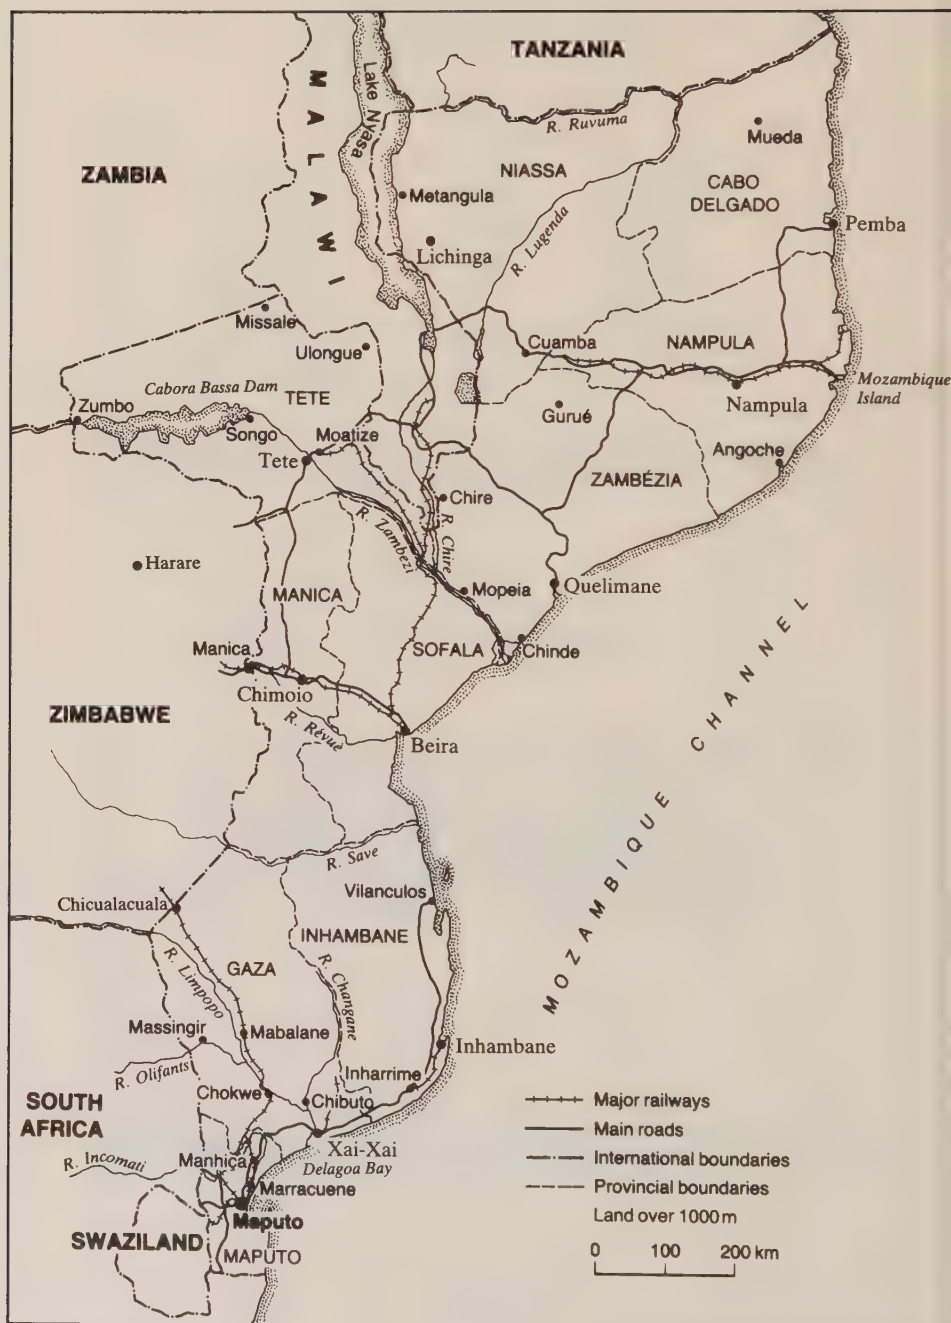 TANZANIA
MALAWI
Lake Nyasa
R. Ruvuma
Mueda
ZAMBIA
NIASSA
CABO
DELGADO
Metangula
R. Lugenda
Pemba
Lichinga
Missale
Ulongue
Cuamba
NAMPULA
Cabora Bassa Dam
TETE
Mozambique
Island
Zumbo
Songo
Moatize
Gurué
Nampula
Tete
Angoche
ZAMBÉZIA
Chire
R. Zambezi
R. Chire
Harare
MANICA
Mopeia
Quelimane
Manica
SOFALA
Chinde
Chimoio
ZIMBABWE
R. Révué
Beira
MOZAMBIQUE CHANNEL
R. Save
Vilanculos
Chicualacuala
INHAMBANE
R. Limpopo
GAZA
R. Changane
Massingir
Mabalane
Inhambane
R. Olifants
Inharrime
Chokwe
Chibuto
SOUTH
AFRICA
Xai-Xai
R. Incomati
Manhiça
Delagoa Bay
Marracuene
Maputo
SWAZILAND
MAPUTO
Major railways
Main roads
International boundaries
Provincial boundaries
Land over 1000 m
0 100 200 km